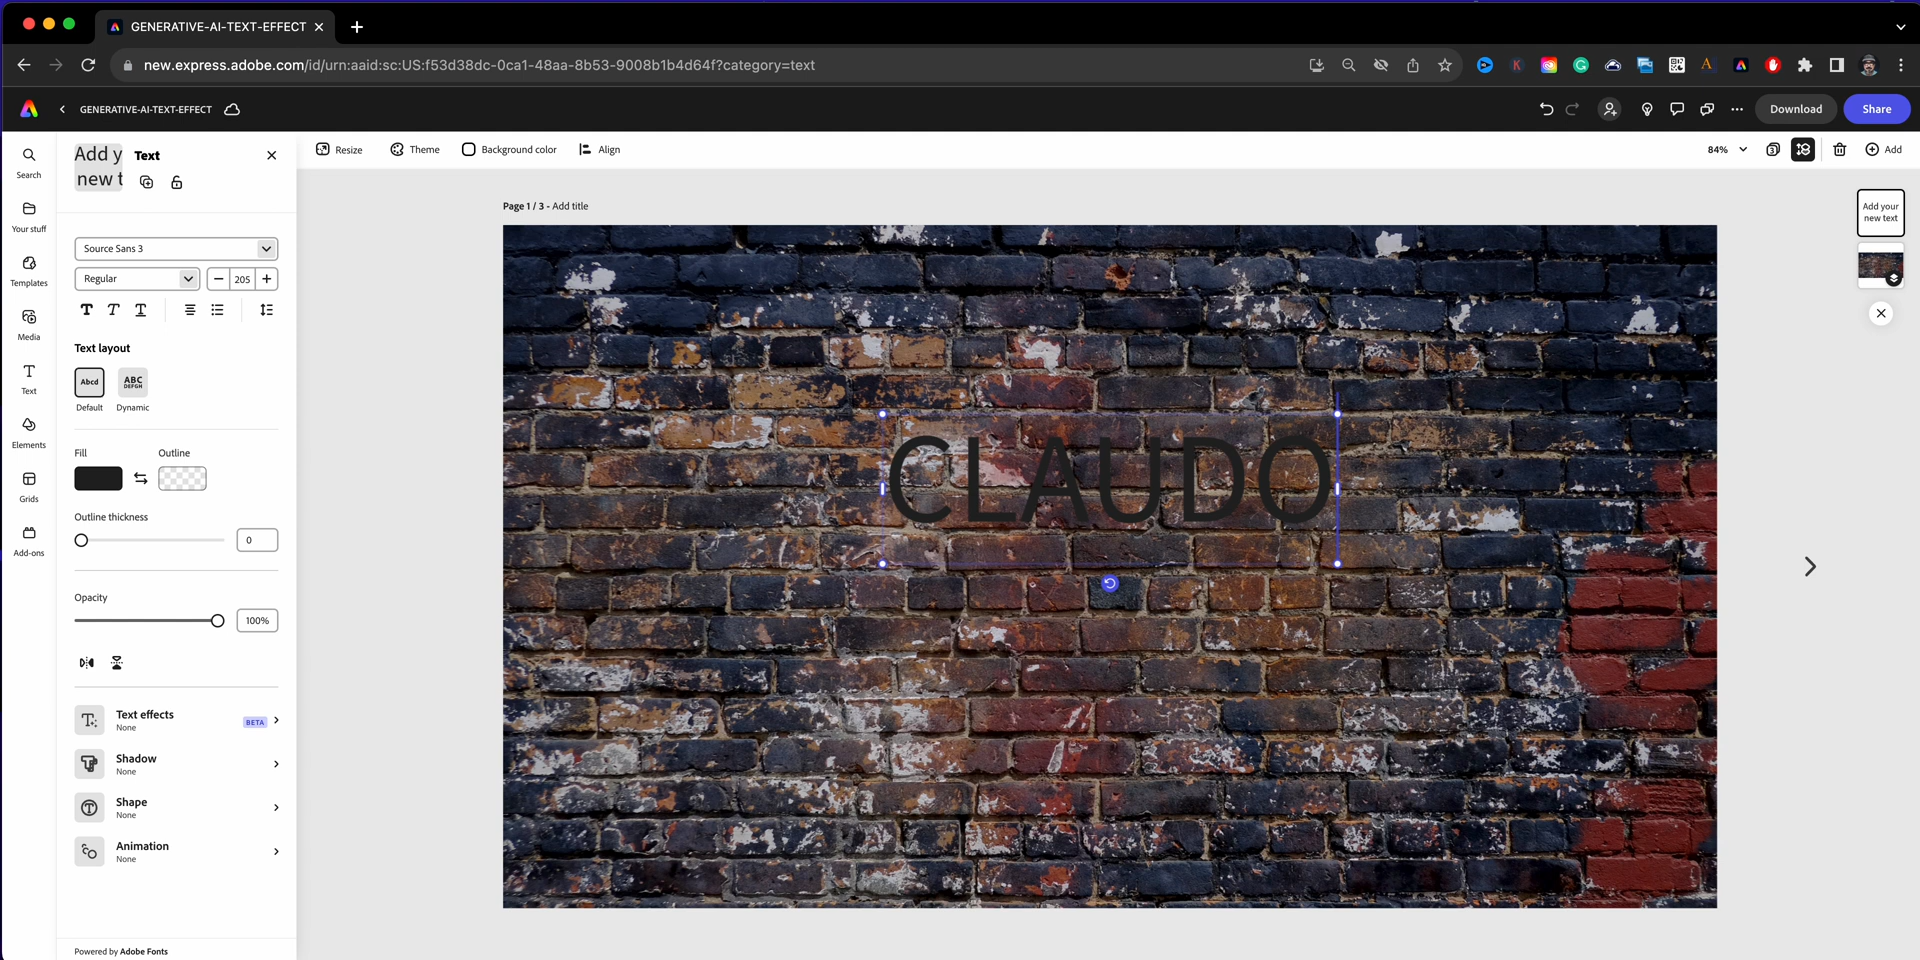 GENERATIVE-AI-TEXT-EFFECT
new.express.adobe.com/id/urn:aaid:sc:US:f53d38dc-0ca1-48aa-8b53-9008b1b4d64f?category=text
GENERATIVE-AI-TEXT-EFFECT
Download
Share
Search
Your stuff
Templates
Media
Text
Elements
Grids
Add-ons
Add y
new t
Text
Source Sans 3
Regular
205
Text layout
Abcd
ABC
DEFGH
Default
Dynamic
Fill
Outline
Outline thickness
0
Opacity
100%
Text effects
None
BETA
Shadow
None
Shape
None
Animation
None
Powered by Adobe Fonts
Resize
Theme
Background color
Align
84%
Add
Page 1 / 3 - Add title
CLAUDO
Add your
new text